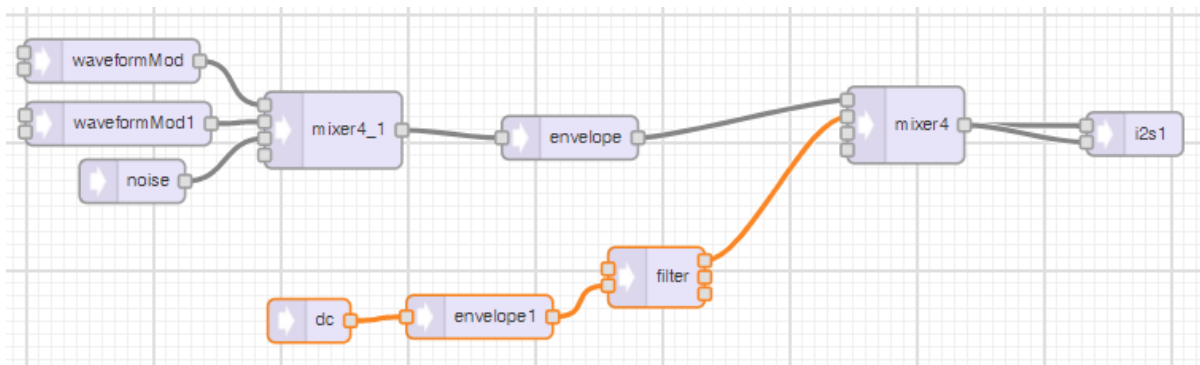 waveformMod
waveformMod1
noise
mixer4_1
envelope
mixer4
i2s1
filter
dc
envelope1